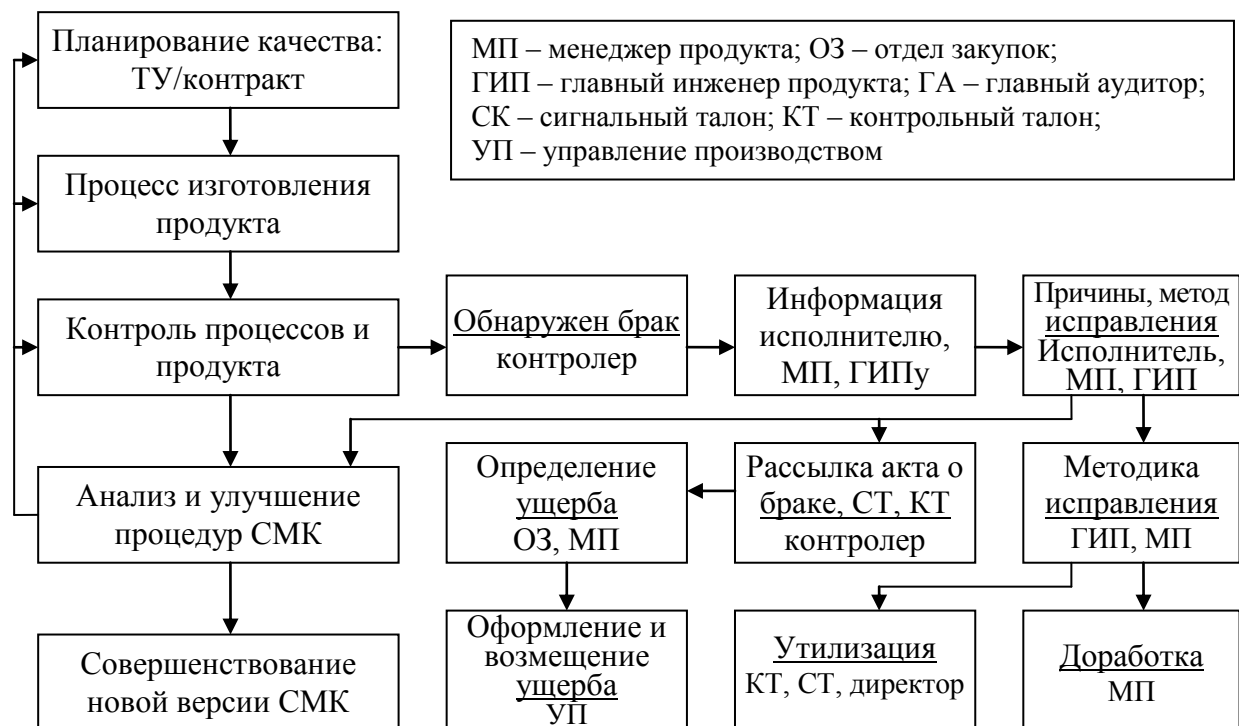 Планирование качества:
ТУ/контракт
МП – менеджер продукта; ОЗ – отдел закупок;
ГИП – главный инженер продукта; ГА – главный аудитор;
СК – сигнальный талон; КТ – контрольный талон;
УП – управление производством
Процесс изготовления
продукта
Контроль процессов и
продукта
Обнаружен брак
контролер
Информация
исполнителю,
МП, ГИПу
Причины, метод
исправления
Исполнитель,
МП, ГИП
Анализ и улучшение
процедур СМК
Определение
ущерба
ОЗ, МП
Рассылка акта о
браке, СТ, КТ
контролер
Методика
исправления
ГИП, МП
Совершенствование
новой версии СМК
Оформление и
возмещение
ущерба
УП
Утилизация
КТ, СТ, директор
Доработка
МП